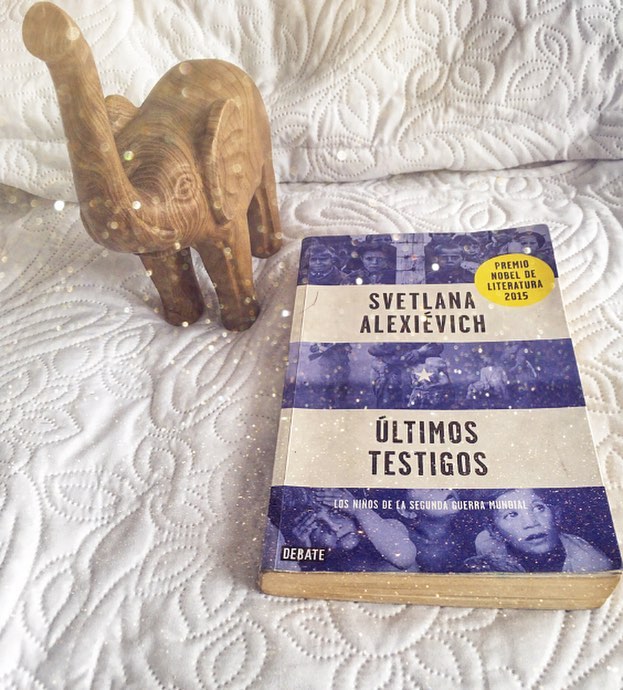 PREMIO
NOBEL DE
LITERATURA
2015
SVETLANA
ALEXIÉVICH
ÚLTIMOS
TESTIGOS
LOS NIÑOS DE LA SEGUNDA GUERRA MUNDIAL
DEBATE